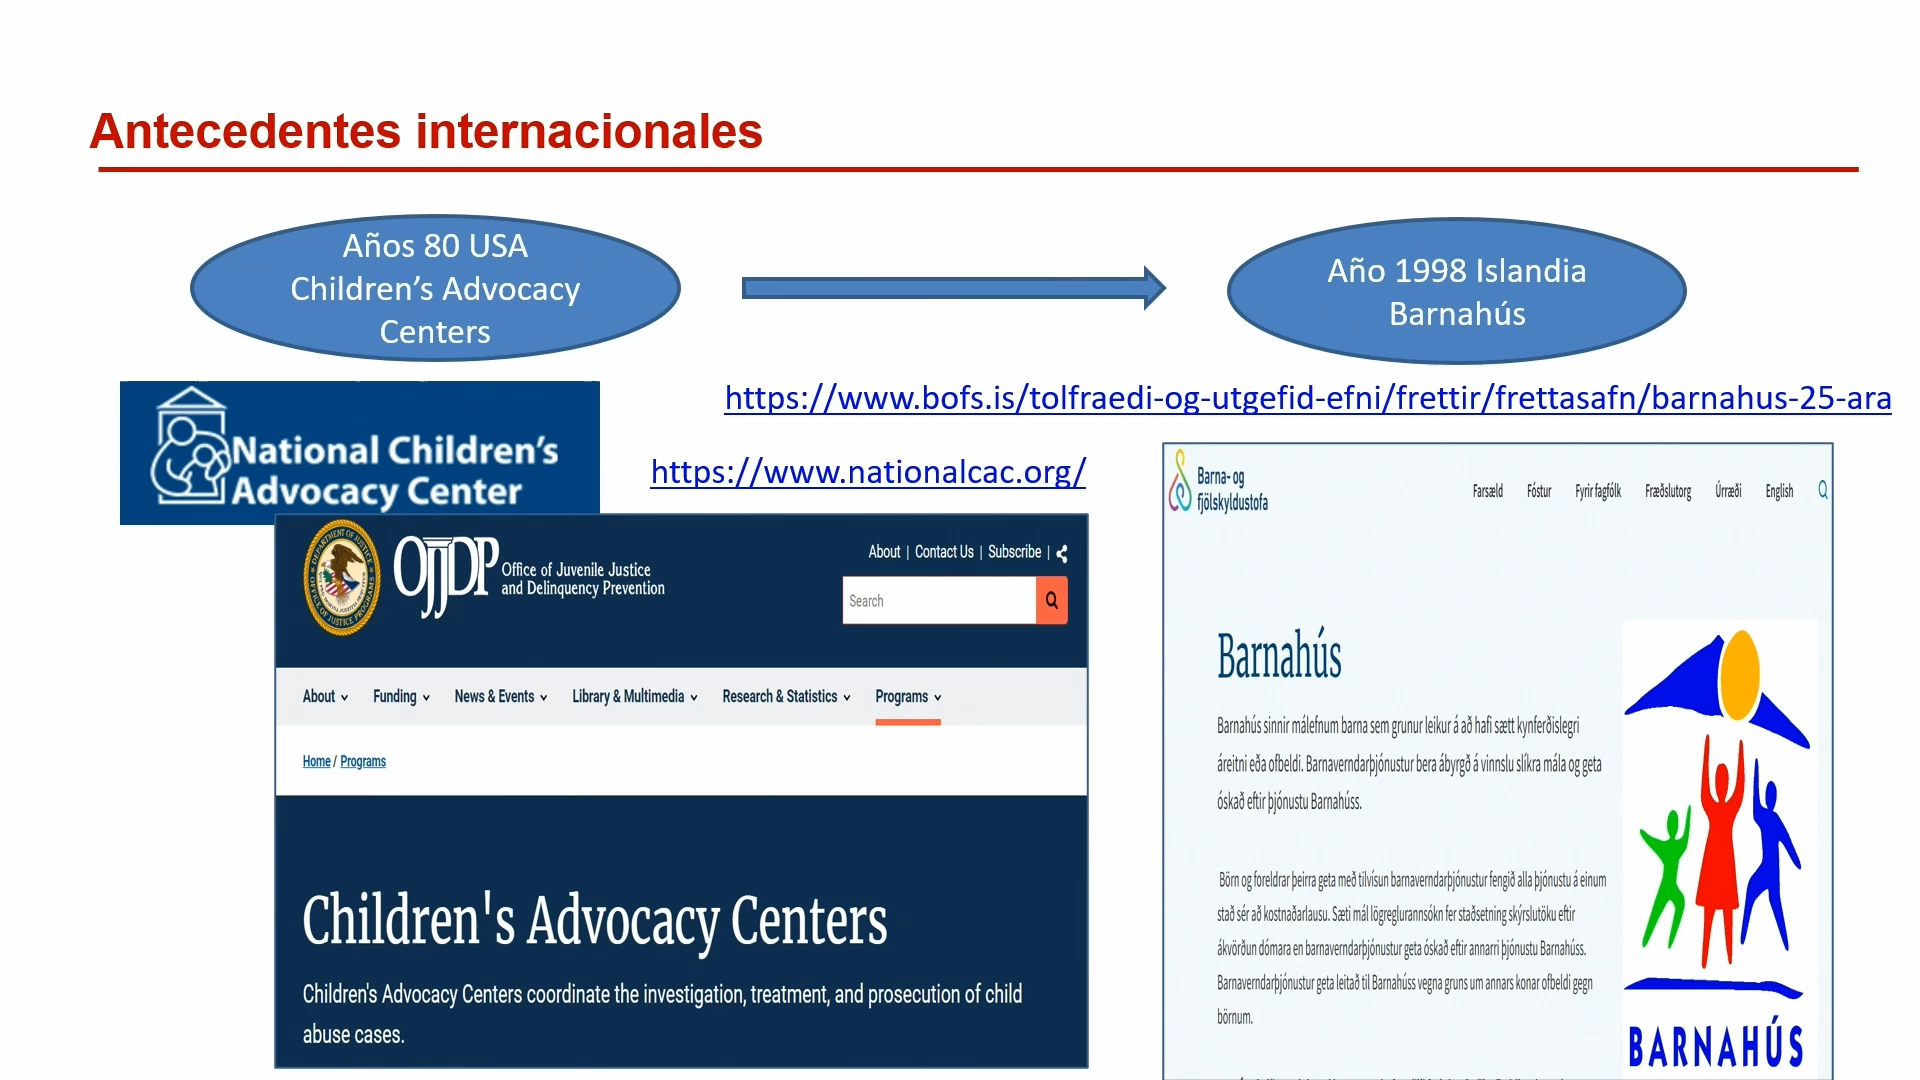 Antecedentes internacionales
Años 80 USA
Children’s Advocacy
Centers
Año 1998 Islandia
Barnahús
https://www.bofs.is/tolfraedi-og-utgefid-efni/frettir/frettasafn/barnahus-25-ara
National Children’s
Advocacy Center
https://www.nationalcac.org/
OJJDP
Office of Juvenile Justice
and Delinquency Prevention
About | Contact Us | Subscribe |
Search
About Funding News & Events Library & Multimedia Research & Statistics Programs
Home / Programs
Children's Advocacy Centers
Children's Advocacy Centers coordinate the investigation, treatment, and prosecution of child
abuse cases.
Barna- og
fjölskyldustofa
Farsæld Fóstur Fyrir fagfólk Fræðslutorg Úrræði English
Barnahús
Barnahús sinnir málefnum barna sem grunur leikur á að hafi sætt kynferðislegri
áreitni eða ofbeldi. Barnaverndarþjónustur bera ábyrgð á vinnslu slíkra mála og geta
óskað eftir þjónustu Barnahúss.
Börn og foreldrar þeirra geta með tilvísun barnaverndarþjónustur fengið alla þjónustu á einum
stað sér að kostnaðarlausu. Sæti mál lögreglurannsókn fer staðsetning skýrslutöku eftir
ákvörðun dómara en barnaverndarþjónustur geta óskað eftir annarri þjónustu Barnahúss.
Barnaverndarþjónustur geta leitað til Barnahúss vegna gruns um annars konar ofbeldi gegn
börnum.
BARNAHÚS